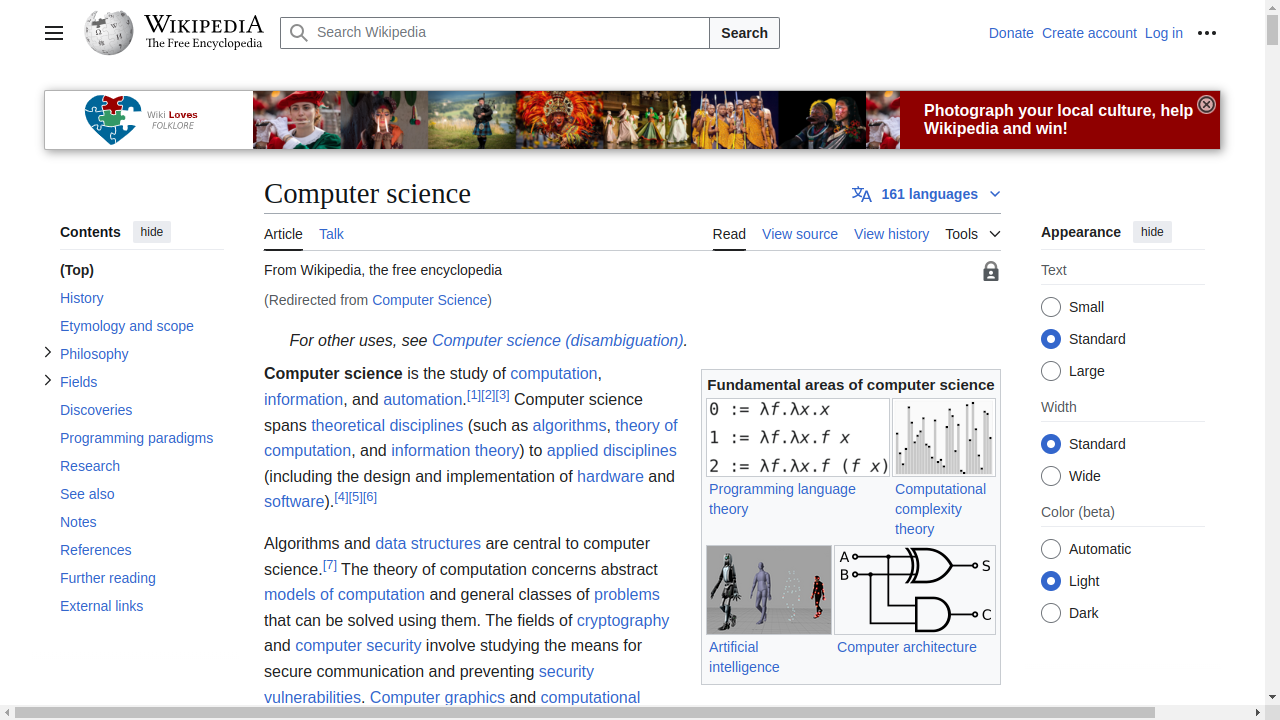 WIKIPEDIA
The Free Encyclopedia
Search Wikipedia
Search
Donate Create account Log in
Wiki Loves
FOLKLORE
Photograph your local culture, help
Wikipedia and win!
Computer science
161 languages
Contents hide
(Top)
History
Etymology and scope
Philosophy
Fields
Discoveries
Programming paradigms
Research
See also
Notes
References
Further reading
External links
Article Talk
Read View source View history Tools
From Wikipedia, the free encyclopedia
(Redirected from Computer Science)
For other uses, see Computer science (disambiguation).
Computer science is the study of computation,
information, and automation.[1][2][3] Computer science
spans theoretical disciplines (such as algorithms, theory of
computation, and information theory) to applied disciplines
(including the design and implementation of hardware and
software).[4][5][6]
Algorithms and data structures are central to computer
science.[7] The theory of computation concerns abstract
models of computation and general classes of problems
that can be solved using them. The fields of cryptography
and computer security involve studying the means for
secure communication and preventing security
vulnerabilities. Computer graphics and computational
Fundamental areas of computer science
0 := λf.λx.x
1 := λf.λx.f x
2 := λf.λx.f (f x)
Programming language
theory
Computational
complexity
theory
A
B
S
C
Artificial
intelligence
Computer architecture
Appearance hide
Text
Small
Standard
Large
Width
Standard
Wide
Color (beta)
Automatic
Light
Dark